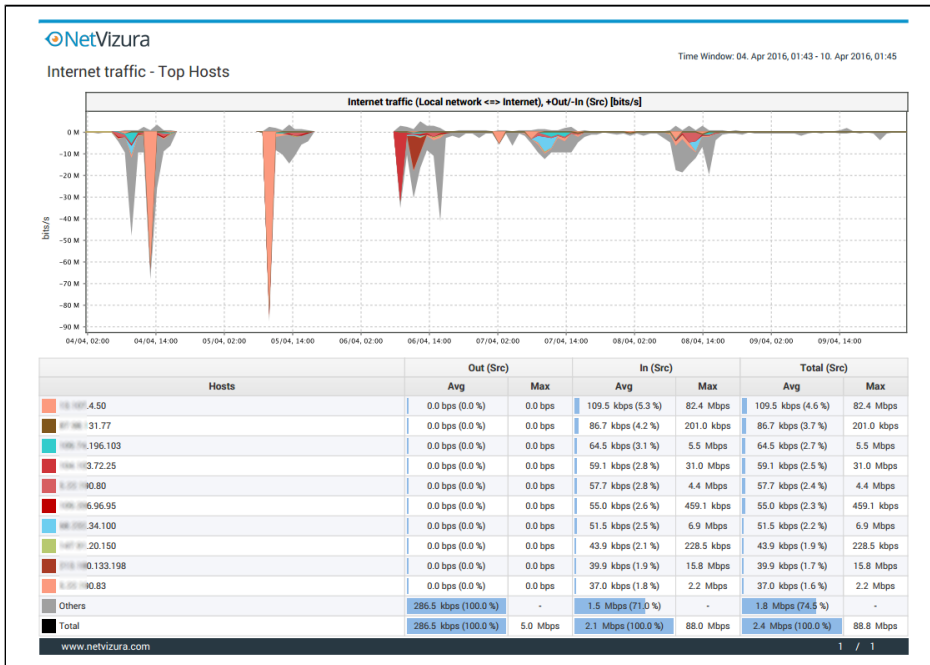 NetVizura
Time Window: 04. Apr 2016, 01:43 - 10. Apr 2016, 01:45
Internet traffic - Top Hosts
Internet traffic (Local network <=> Internet), +Out/-In (Src) [bits/s]
bits/s
0 M
-10 M
-20 M
-30 M
-40 M
-50 M
-60 M
-70 M
-80 M
-90 M
04/04, 02:00 04/04, 14:00 05/04, 02:00 05/04, 14:00 06/04, 02:00 06/04, 14:00 07/04, 02:00 07/04, 14:00 08/04, 02:00 08/04, 14:00 09/04, 02:00 09/04, 14:00
Out (Src) In (Src) Total (Src)
Hosts Avg Max Avg Max Avg Max
.4.50 0.0 bps (0.0 %) 0.0 bps 109.5 kbps (5.3 %) 82.4 Mbps 109.5 kbps (4.6 %) 82.4 Mbps
31.77 0.0 bps (0.0 %) 0.0 bps 86.7 kbps (4.2 %) 201.0 kbps 86.7 kbps (3.7 %) 201.0 kbps
.196.103 0.0 bps (0.0 %) 0.0 bps 64.5 kbps (3.1 %) 5.5 Mbps 64.5 kbps (2.7 %) 5.5 Mbps
3.72.25 0.0 bps (0.0 %) 0.0 bps 59.1 kbps (2.8 %) 31.0 Mbps 59.1 kbps (2.5 %) 31.0 Mbps
0.80 0.0 bps (0.0 %) 0.0 bps 57.7 kbps (2.8 %) 4.4 Mbps 57.7 kbps (2.4 %) 4.4 Mbps
6.96.95 0.0 bps (0.0 %) 0.0 bps 55.0 kbps (2.6 %) 459.1 kbps 55.0 kbps (2.3 %) 459.1 kbps
.34.100 0.0 bps (0.0 %) 0.0 bps 51.5 kbps (2.5 %) 6.9 Mbps 51.5 kbps (2.2 %) 6.9 Mbps
.20.150 0.0 bps (0.0 %) 0.0 bps 43.9 kbps (2.1 %) 228.5 kbps 43.9 kbps (1.9 %) 228.5 kbps
0.133.198 0.0 bps (0.0 %) 0.0 bps 39.9 kbps (1.9 %) 15.8 Mbps 39.9 kbps (1.7 %) 15.8 Mbps
0.83 0.0 bps (0.0 %) 0.0 bps 37.0 kbps (1.8 %) 2.2 Mbps 37.0 kbps (1.6 %) 2.2 Mbps
Others 286.5 kbps (100.0 %) - 1.5 Mbps (71.0 %) - 1.8 Mbps (74.5 %) -
Total 286.5 kbps (100.0 %) 5.0 Mbps 2.1 Mbps (100.0 %) 88.0 Mbps 2.4 Mbps (100.0 %) 88.8 Mbps
www.netvizura.com 1 / 1